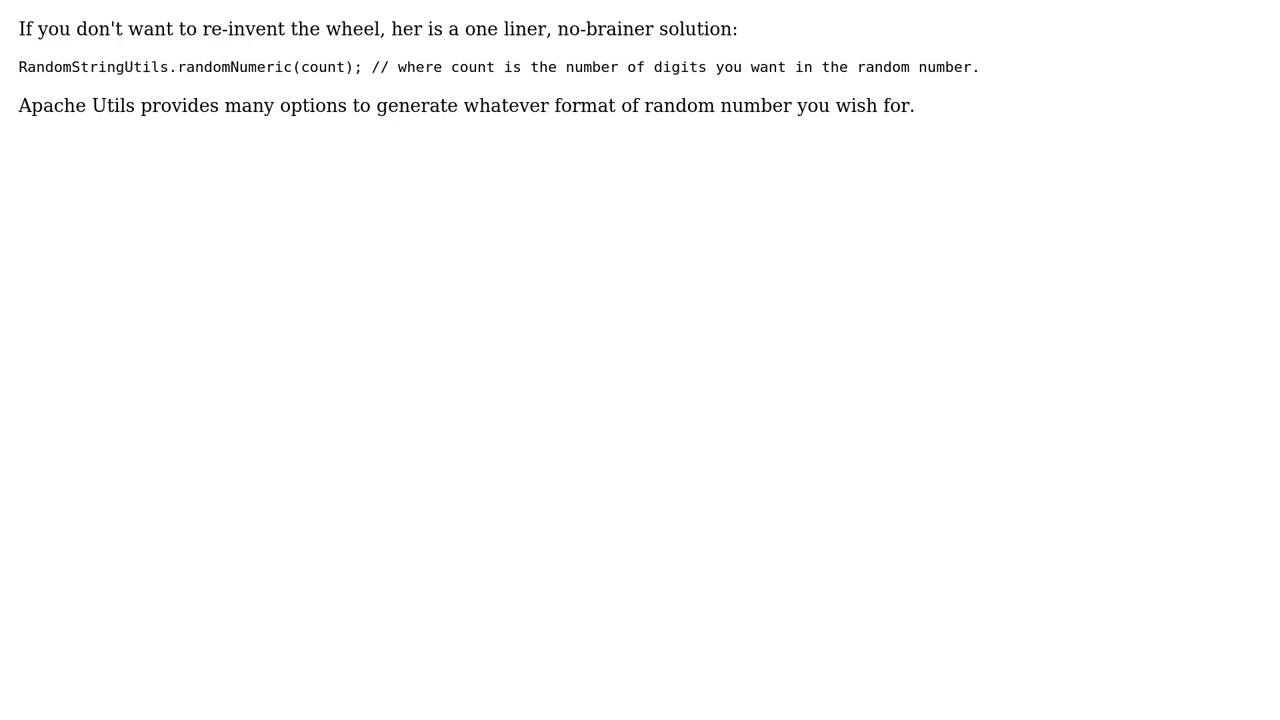 If you don't want to re-invent the wheel, her is a one liner, no-brainer solution:
RandomStringUtils.randomNumeric(count); // where count is the number of digits you want in the random number.
Apache Utils provides many options to generate whatever format of random number you wish for.